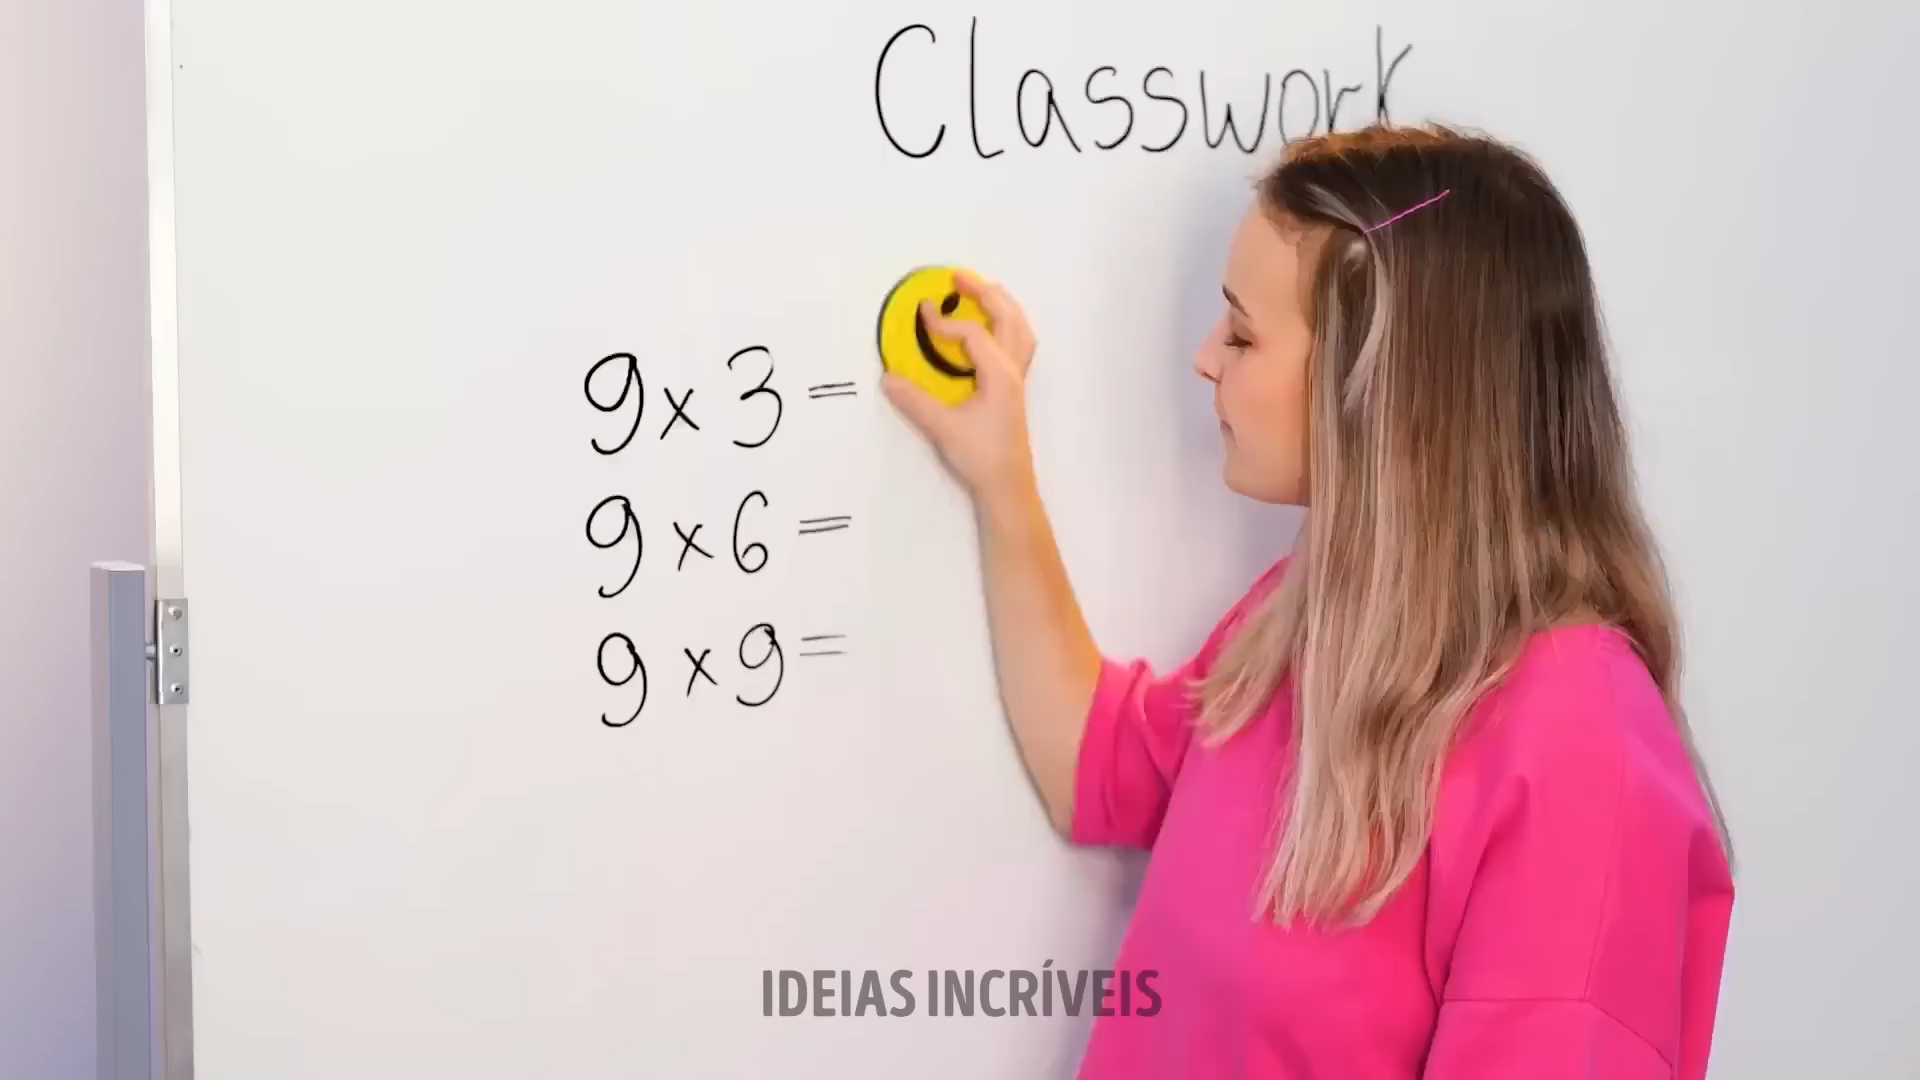 Classwork
9 x 3 =
9 x 6 =
9 x 9 =
IDEIAS INCRÍVEIS